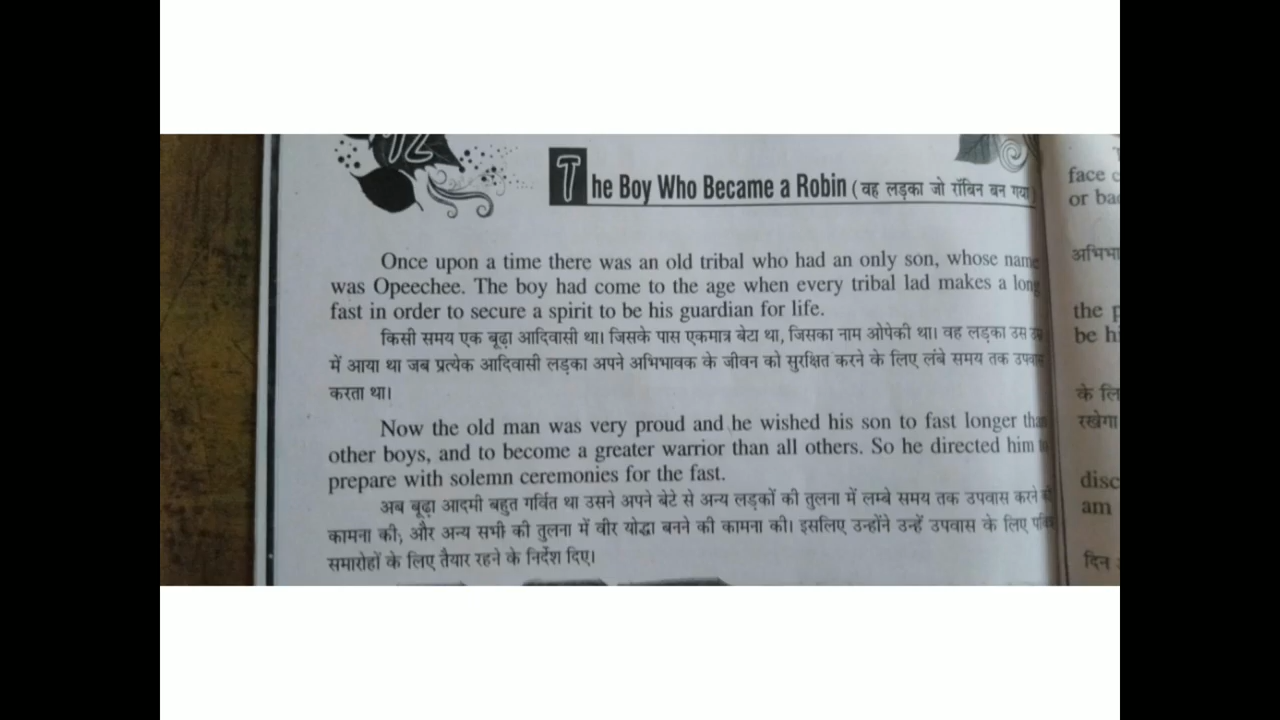 12
The Boy Who Became a Robin ( वह लड़का जो रॉबिन बन गया )
Once upon a time there was an old tribal who had an only son, whose name
was Opeechee. The boy had come to the age when every tribal lad makes a long
fast in order to secure a spirit to be his guardian for life.
किसी समय एक बूढ़ा आदिवासी था। जिसके पास एकमात्र बेटा था, जिसका नाम ओपेकी था। वह लड़का उस
में आया था जब प्रत्येक आदिवासी लड़का अपने अभिभावक के जीवन को सुरक्षित करने के लिए लंबे समय तक उपवास
करता था।
Now the old man was very proud and he wished his son to fast longer than
other boys, and to become a greater warrior than all others. So he directed him
prepare with solemn ceremonies for the fast.
अब बूढ़ा आदमी बहुत गर्वित था उसने अपने बेटे से अन्य लड़कों की तुलना में लम्बे समय तक उपवास करने
कामना की; और अन्य सभी की तुलना में वीर योद्धा बनने की कामना की। इसलिए उन्होंने उन्हें उपवास के लिए
समारोहों के लिए तैयार रहने के निर्देश दिए।
face
or
the
be
के
रखेगा
am
दिन